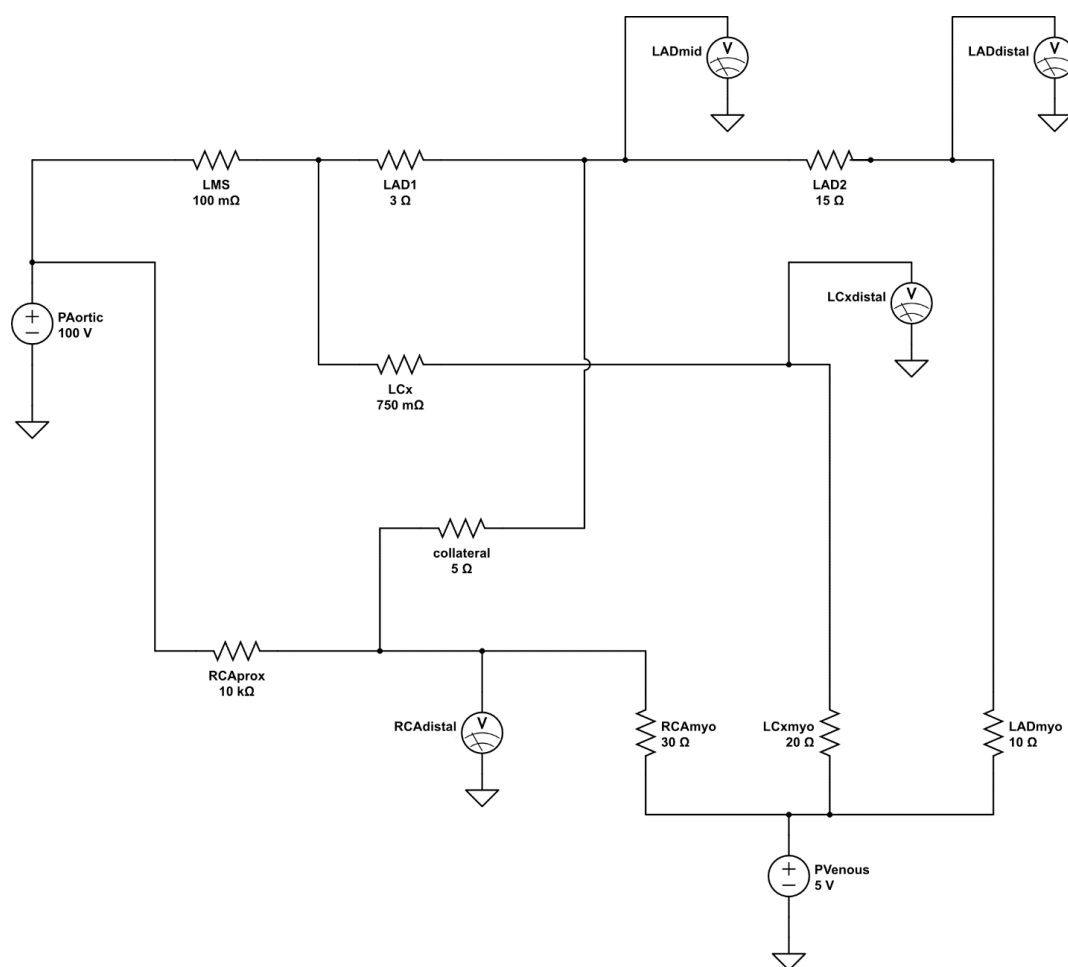 LADmid
V
LADdistal
V
LMS
100 mΩ
LAD1
3 Ω
LAD2
15 Ω
PAortic
100 V
LCxdistal
V
LCx
750 mΩ
collateral
5 Ω
RCAprox
10 kΩ
RCAdistal
V
RCAmyo
30 Ω
LCxmyo
20 Ω
LADmyo
10 Ω
PVenous
5 V